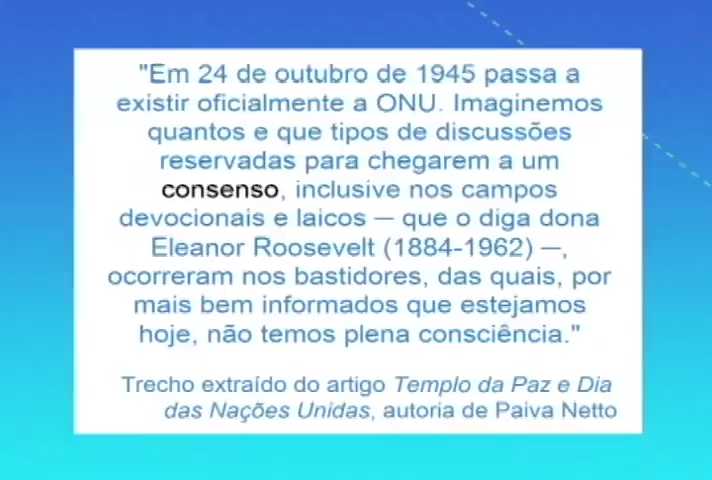 "Em 24 de outubro de 1945 passa a
existir oficialmente a ONU. Imaginemos
quantos e que tipos de discussões
reservadas para chegarem a um
consenso, inclusive nos campos
devocionais e laicos — que o diga dona
Eleanor Roosevelt (1884-1962) —,
ocorreram nos bastidores, das quais, por
mais bem informados que estejamos
hoje, não temos plena consciência."
Trecho extraído do artigo Templo da Paz e Dia
das Nações Unidas, autoria de Paiva Netto